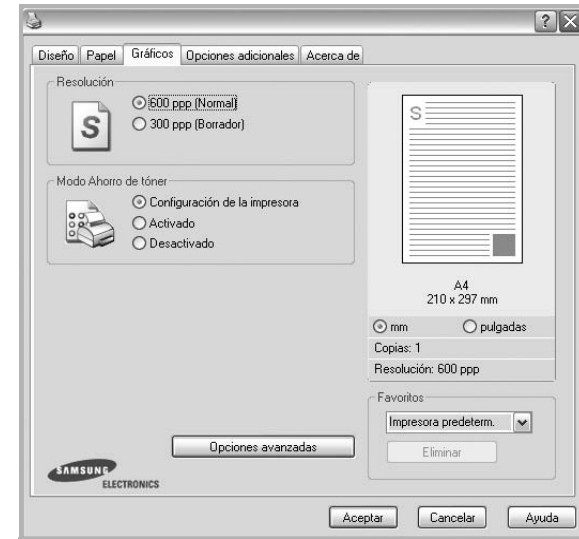 Diseño Papel Gráficos Opciones adicionales Acerca de
Resolución
S
600 ppp (Normal)
300 ppp (Borrador)
Modo Ahorro de tóner
Configuración de la impresora
Activado
Desactivado
Opciones avanzadas
SAMSUNG
ELECTRONICS
S
A4
210 x 297 mm
mm pulgadas
Copias: 1
Resolución: 600 ppp
Favoritos
Impresora predeterm.
Eliminar
Aceptar Cancelar Ayuda